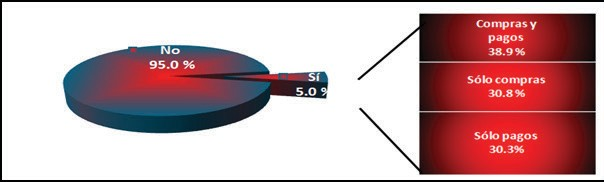 No
95.0 %
Sí
5.0 %
Compras y
pagos
38.9%
Sólo compras
30.8%
Sólo pagos
30.3%